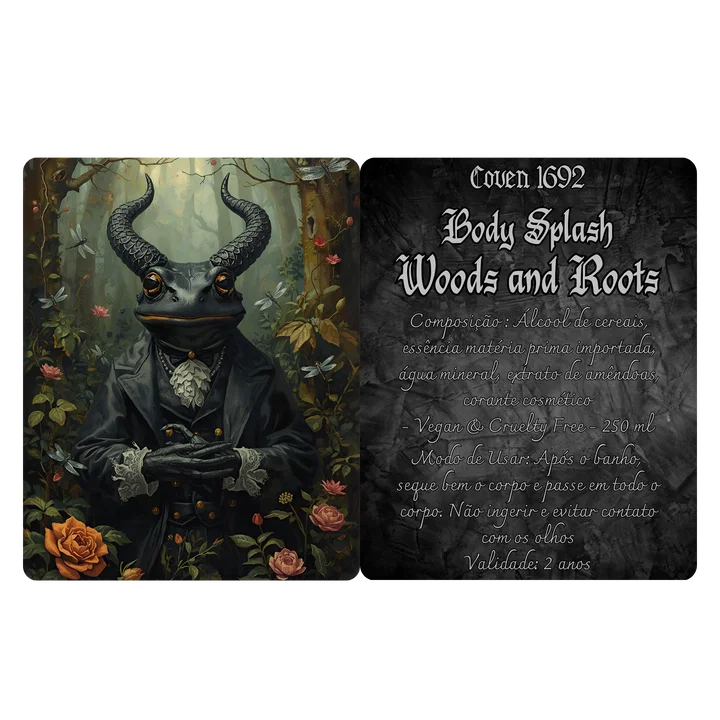 Coven 1692
Body Splash
Woods and Roots
Composição : Álcool de cereais,
essência matéria prima importada,
água mineral, extrato de amêndoas,
corante cosmético
- Vegan & Cruelty Free - 250 ml
Modo de Usar: Após o banho,
seque bem o corpo e passe em todo o
corpo. Não ingerir e evitar contato
com os olhos
Validade: 2 anos